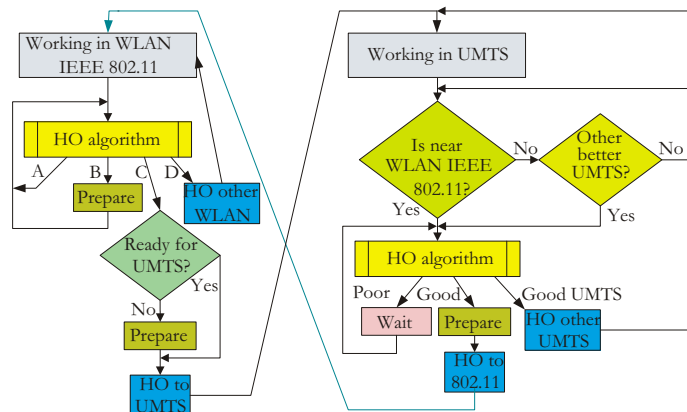 Working in WLAN
IEEE 802.11
HO algorithm
A
B
C
D
Prepare
HO other
WLAN
Ready for
UMTS?
Yes
No
Prepare
HO to
UMTS
Working in UMTS
Is near
WLAN IEEE
802.11?
No
Other
better
UMTS?
No
Yes
Yes
HO algorithm
Poor
Good
Good UMTS
Wait
Prepare
HO other
UMTS
HO to
802.11